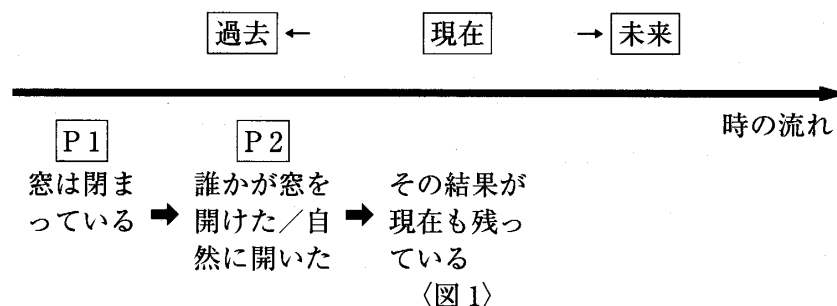 過去 ← 現在 → 未来
時の流れ
P1 P2
窓は閉ま 誰かが窓を その結果が
っている ➡ 開けた/自 ➡ 現在も残っ
然に開いた ている
〈図1〉